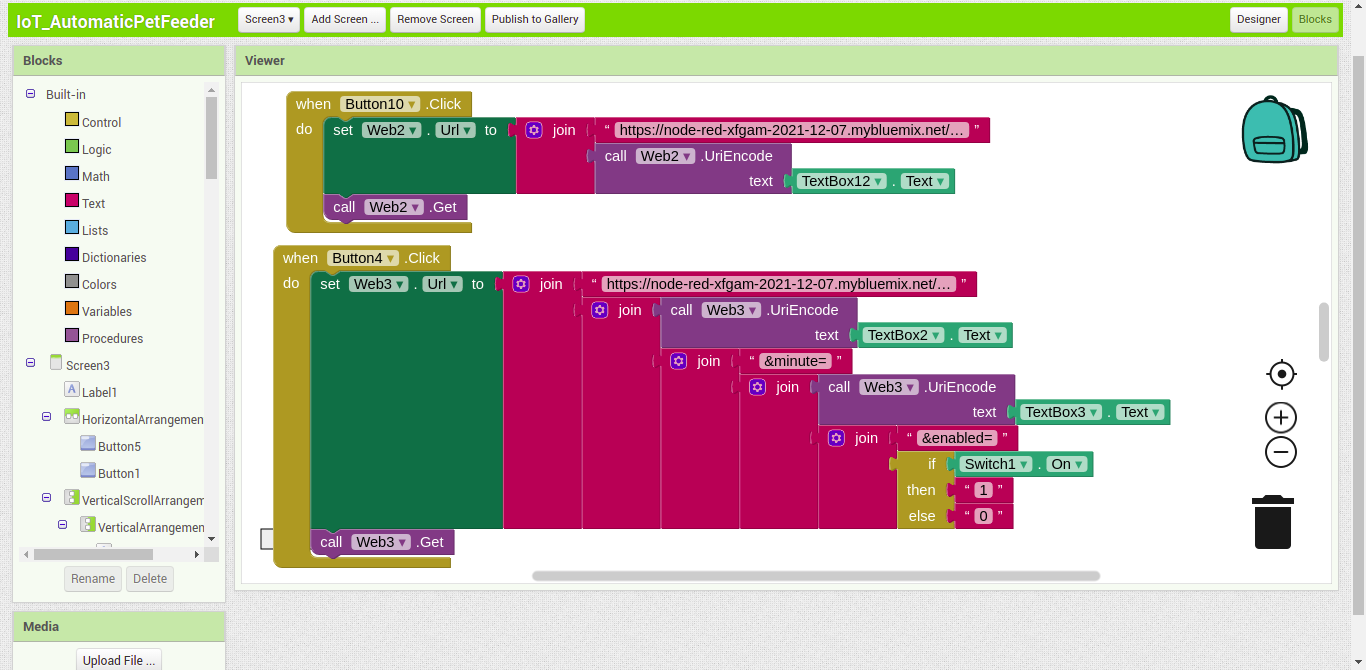 IoT_AutomaticPetFeeder
Screen3 ▾
Add Screen ...
Remove Screen
Publish to Gallery
Designer
Blocks
Blocks
Built-in
Control
Logic
Math
Text
Lists
Dictionaries
Colors
Variables
Procedures
Screen3
A Label1
HorizontalArrangemen
Button5
Button1
VerticalScrollArrangem
VerticalArrangemen
Rename
Delete
Media
Upload File ...
Viewer
when Button10 ▾ .Click
do set Web2 ▾ . Url ▾ to join “ https://node-red-xfgam-2021-12-07.mybluemix.net/… ”
call Web2 ▾ .UriEncode
text TextBox12 ▾ . Text ▾
call Web2 ▾ .Get
when Button4 ▾ .Click
do set Web3 ▾ . Url ▾ to join “ https://node-red-xfgam-2021-12-07.mybluemix.net/… ”
join call Web3 ▾ .UriEncode
text TextBox2 ▾ . Text ▾
join “ &minute= ”
join call Web3 ▾ .UriEncode
text TextBox3 ▾ . Text ▾
join “ &enabled= ”
if Switch1 ▾ . On ▾
then “ 1 ”
else “ 0 ”
call Web3 ▾ .Get